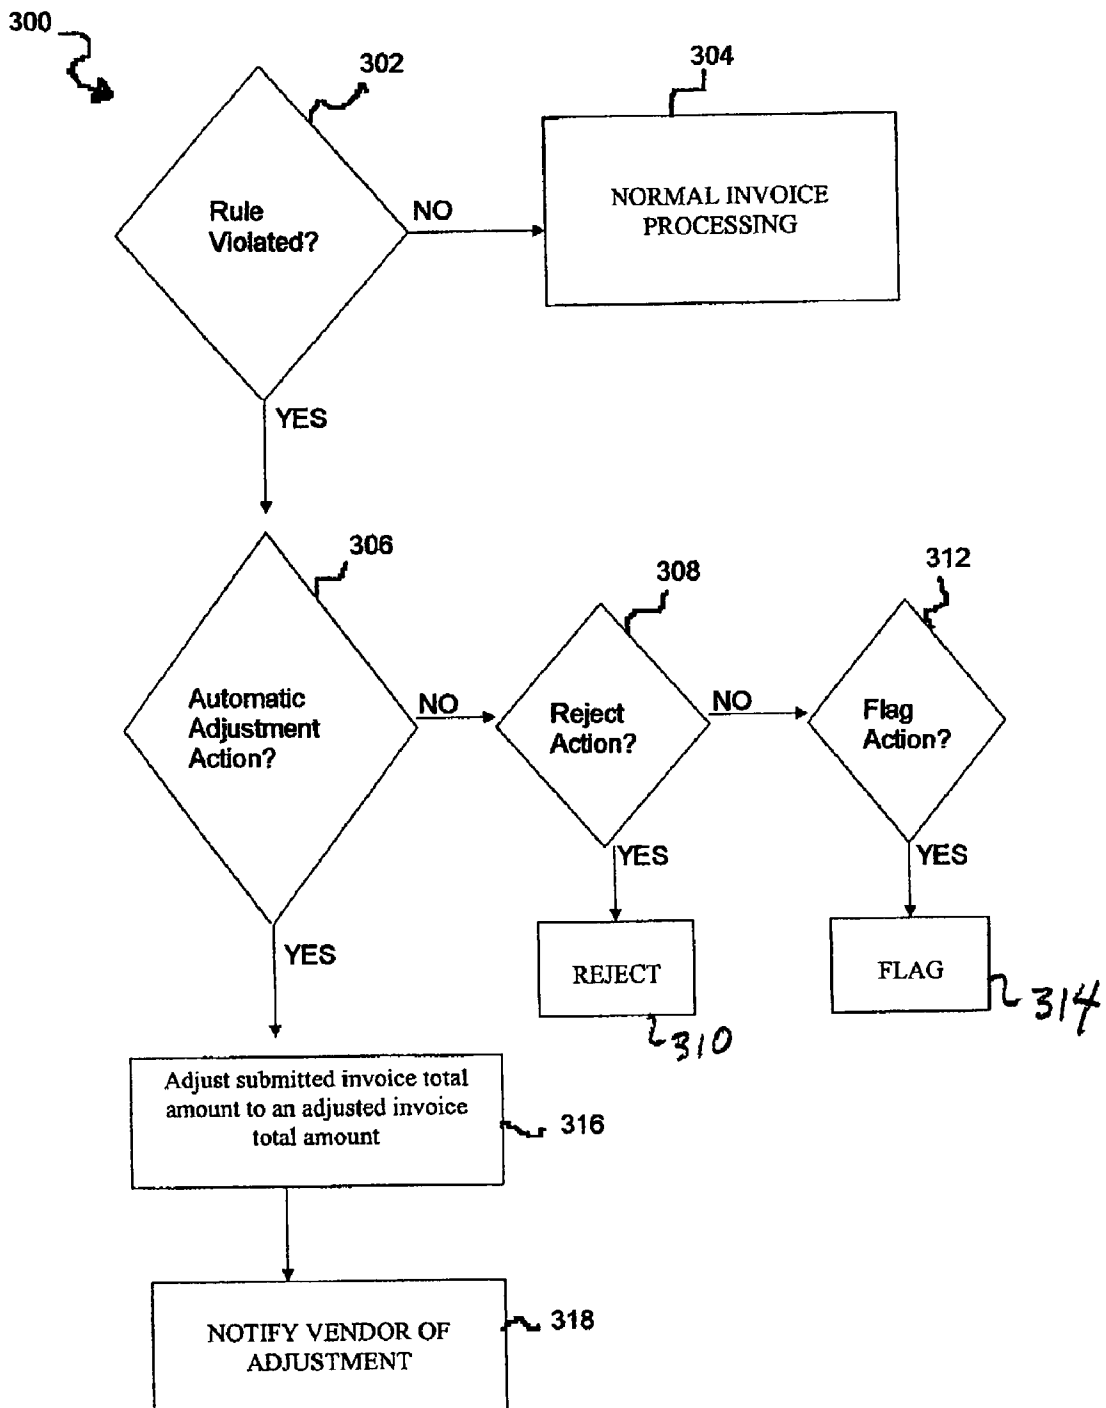 300
302
304
Rule
Violated?
NO
NORMAL INVOICE
PROCESSING
YES
306
308
312
Automatic
Adjustment
Action?
NO
Reject
Action?
NO
Flag
Action?
YES
YES
YES
REJECT
FLAG
314
310
Adjust submitted invoice total
amount to an adjusted invoice
total amount
316
NOTIFY VENDOR OF
ADJUSTMENT
318